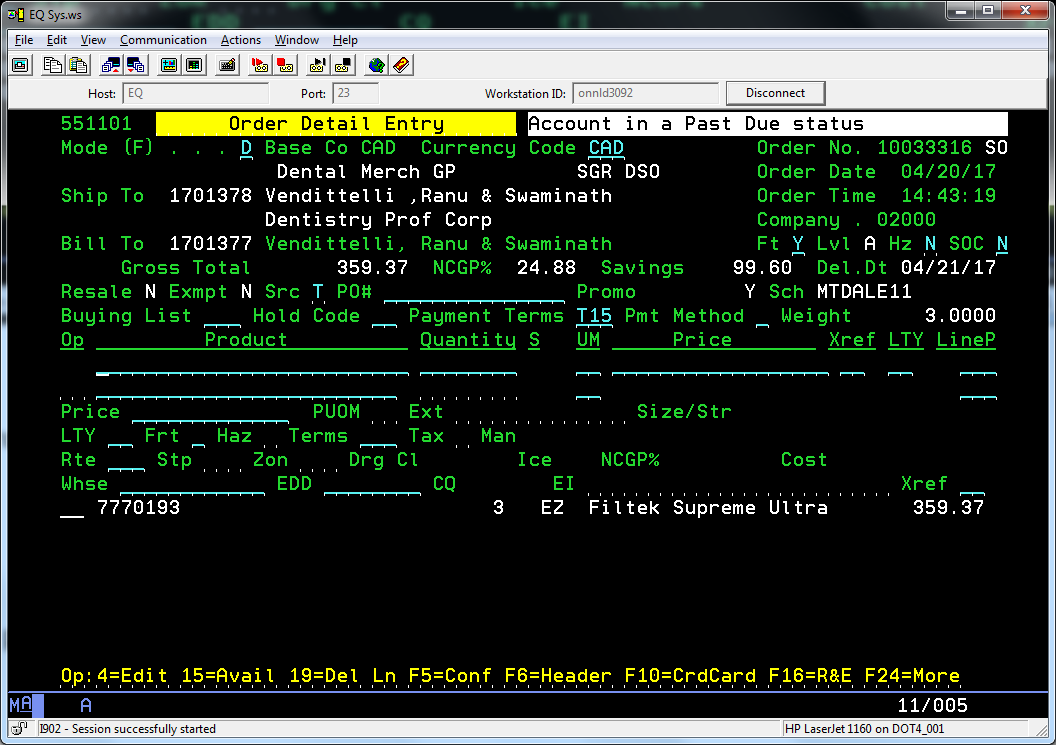 EQ Sys.ws
File Edit View Communication Actions Window Help
Host: EQ Port: 23 Workstation ID: onnld3092 Disconnect
551101 Order Detail Entry Account in a Past Due status
Mode (F) . . . D Base Co CAD Currency Code CAD Order No. 10033316 SO
Dental Merch GP SGR DSO Order Date 04/20/17
Ship To 1701378 Vendittelli ,Ranu & Swaminath Order Time 14:43:19
Dentistry Prof Corp Company . 02000
Bill To 1701377 Vendittelli, Ranu & Swaminath Ft Y Lvl A Hz N SOC N
Gross Total 359.37 NCGP% 24.88 Savings 99.60 Del.Dt 04/21/17
Resale N Exmpt N Src T PO# Promo Y Sch MTDALE11
Buying List Hold Code Payment Terms T15 Pmt Method Weight 3.0000
Op Product Quantity S UM Price Xref LTY LineP
Price PUOM Ext Size/Str
LTY Frt Haz Terms Tax Man
Rte Stp Zon Drg Cl Ice NCGP% Cost
Whse EDD CQ EI Xref
7770193 3 EZ Filtek Supreme Ultra 359.37
Op:4=Edit 15=Avail 19=Del Ln F5=Conf F6=Header F10=CrdCard F16=R&E F24=More
MA A 11/005
I902 - Session successfully started HP LaserJet 1160 on DOT4_001